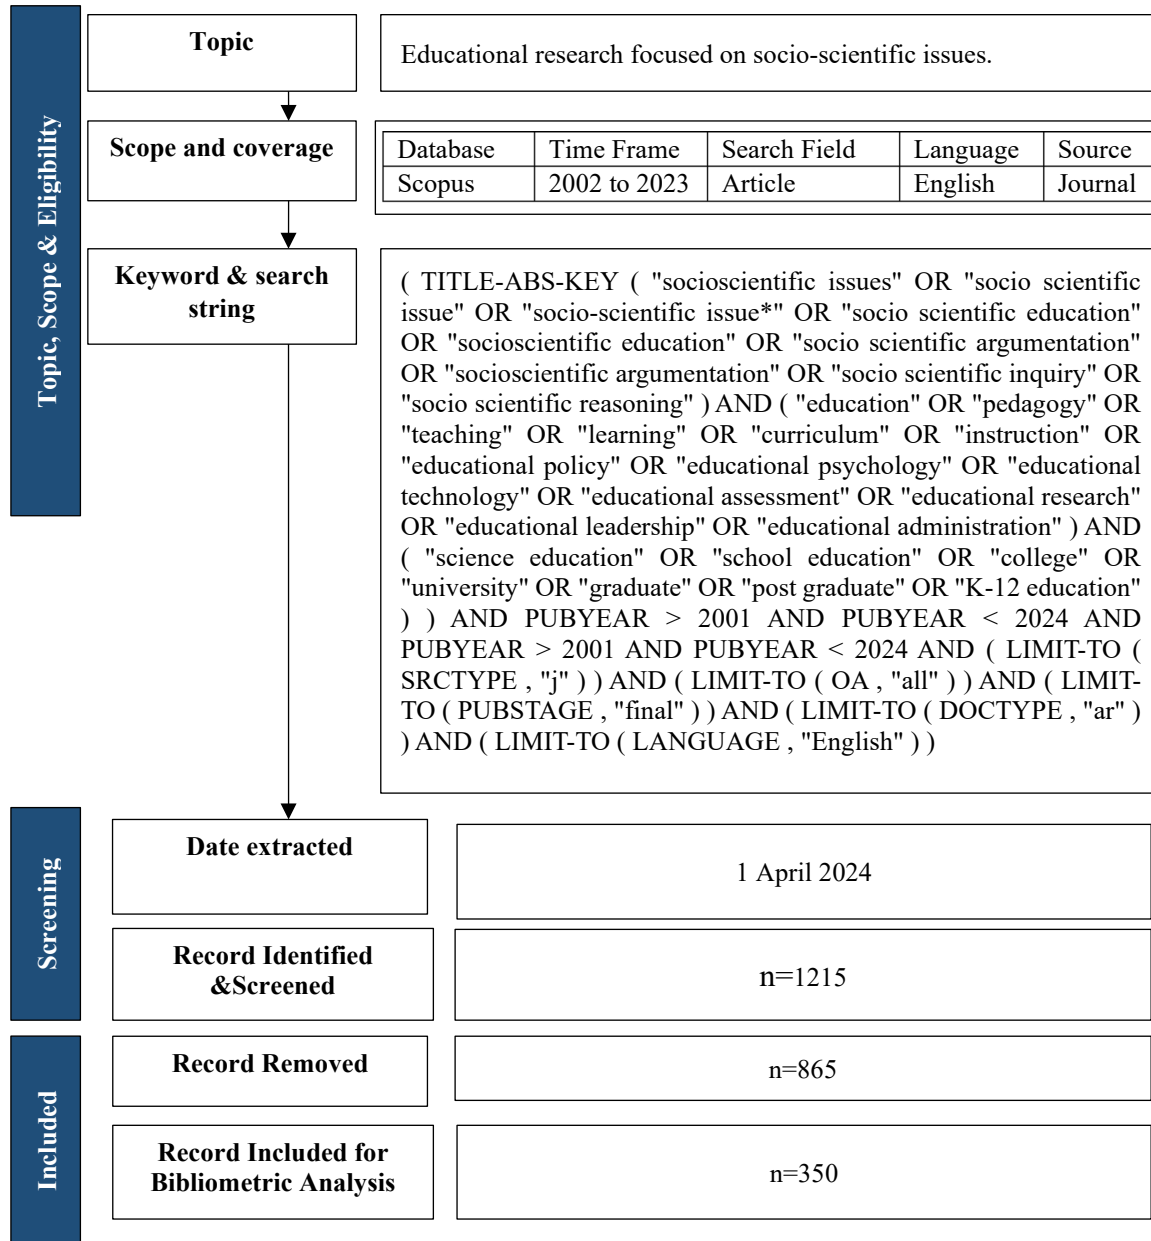 Topic, Scope & Eligibility
Topic
Educational research focused on socio-scientific issues.
Scope and coverage
Database Time Frame Search Field Language Source
Scopus 2002 to 2023 Article English Journal
Keyword & search
string
( TITLE-ABS-KEY ( "socioscientific issues" OR "socio scientific
issue" OR "socio-scientific issue*" OR "socio scientific education"
OR "socioscientific education" OR "socio scientific argumentation"
OR "socioscientific argumentation" OR "socio scientific inquiry" OR
"socio scientific reasoning" ) AND ( "education" OR "pedagogy" OR
"teaching" OR "learning" OR "curriculum" OR "instruction" OR
"educational policy" OR "educational psychology" OR "educational
technology" OR "educational assessment" OR "educational research"
OR "educational leadership" OR "educational administration" ) AND
( "science education" OR "school education" OR "college" OR
"university" OR "graduate" OR "post graduate" OR "K-12 education"
) ) AND PUBYEAR > 2001 AND PUBYEAR < 2024 AND
PUBYEAR > 2001 AND PUBYEAR < 2024 AND ( LIMIT-TO (
SRCTYPE , "j" ) ) AND ( LIMIT-TO ( OA , "all" ) ) AND ( LIMIT-
TO ( PUBSTAGE , "final" ) ) AND ( LIMIT-TO ( DOCTYPE , "ar" )
) AND ( LIMIT-TO ( LANGUAGE , "English" ) )
Screening
Date extracted
1 April 2024
Record Identified
&Screened
n=1215
Included
Record Removed
n=865
Record Included for
Bibliometric Analysis
n=350